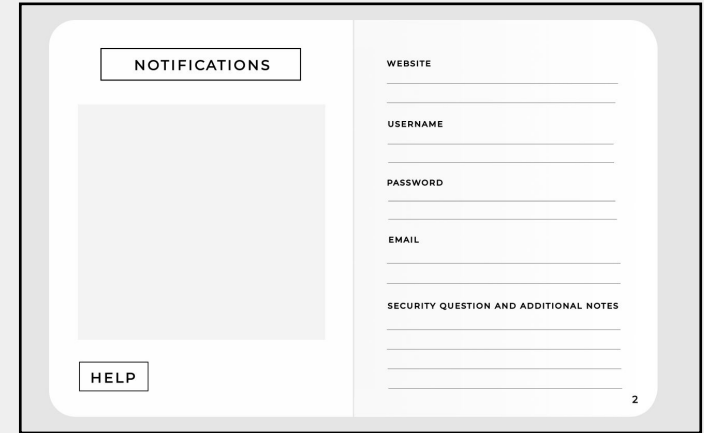 NOTIFICATIONS
HELP
WEBSITE
USERNAME
PASSWORD
EMAIL
SECURITY QUESTION AND ADDITIONAL NOTES
2